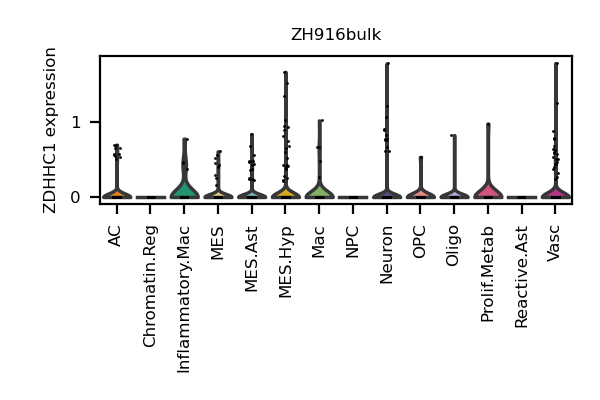 ZH916bulk
ZDHHC1 expression
1
0
AC
Chromatin.Reg
Inflammatory.Mac
MES
MES.Ast
MES.Hyp
Mac
NPC
Neuron
OPC
Oligo
Prolif.Metab
Reactive.Ast
Vasc